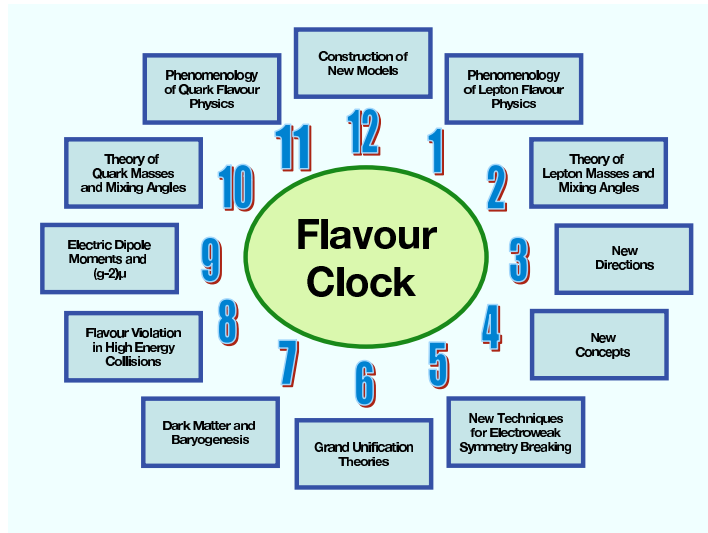 Construction of
New Models
12
Phenomenology
of Lepton Flavour
Physics
1
Theory of
Lepton Masses and
Mixing Angles
2
New
Directions
3
New
Concepts
4
New Techniques
for Electroweak
Symmetry Breaking
5
Grand Unification
Theories
6
Dark Matter and
Baryogenesis
7
Flavour Violation
in High Energy
Collisions
8
Electric Dipole
Moments and
(g-2)μ
9
Theory of
Quark Masses
and Mixing Angles
10
Phenomenology
of Quark Flavour
Physics
11
Flavour
Clock